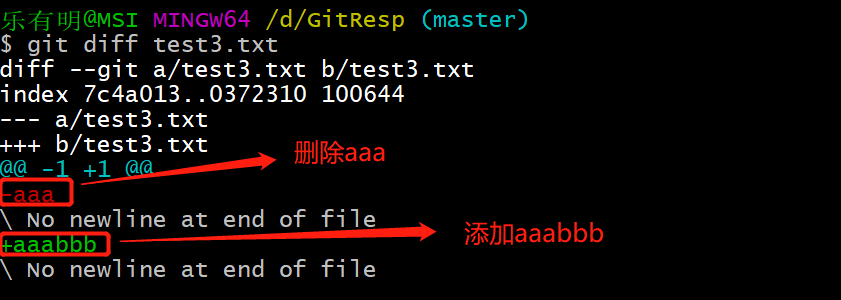 乐有明@MSI MINGW64 /d/GitResp (master)
$ git diff test3.txt
diff --git a/test3.txt b/test3.txt
index 7c4a013..0372310 100644
--- a/test3.txt
+++ b/test3.txt
@@ -1 +1 @@
删除aaa
-aaa
\ No newline at end of file
+aaabbb
添加aaabbb
\ No newline at end of file